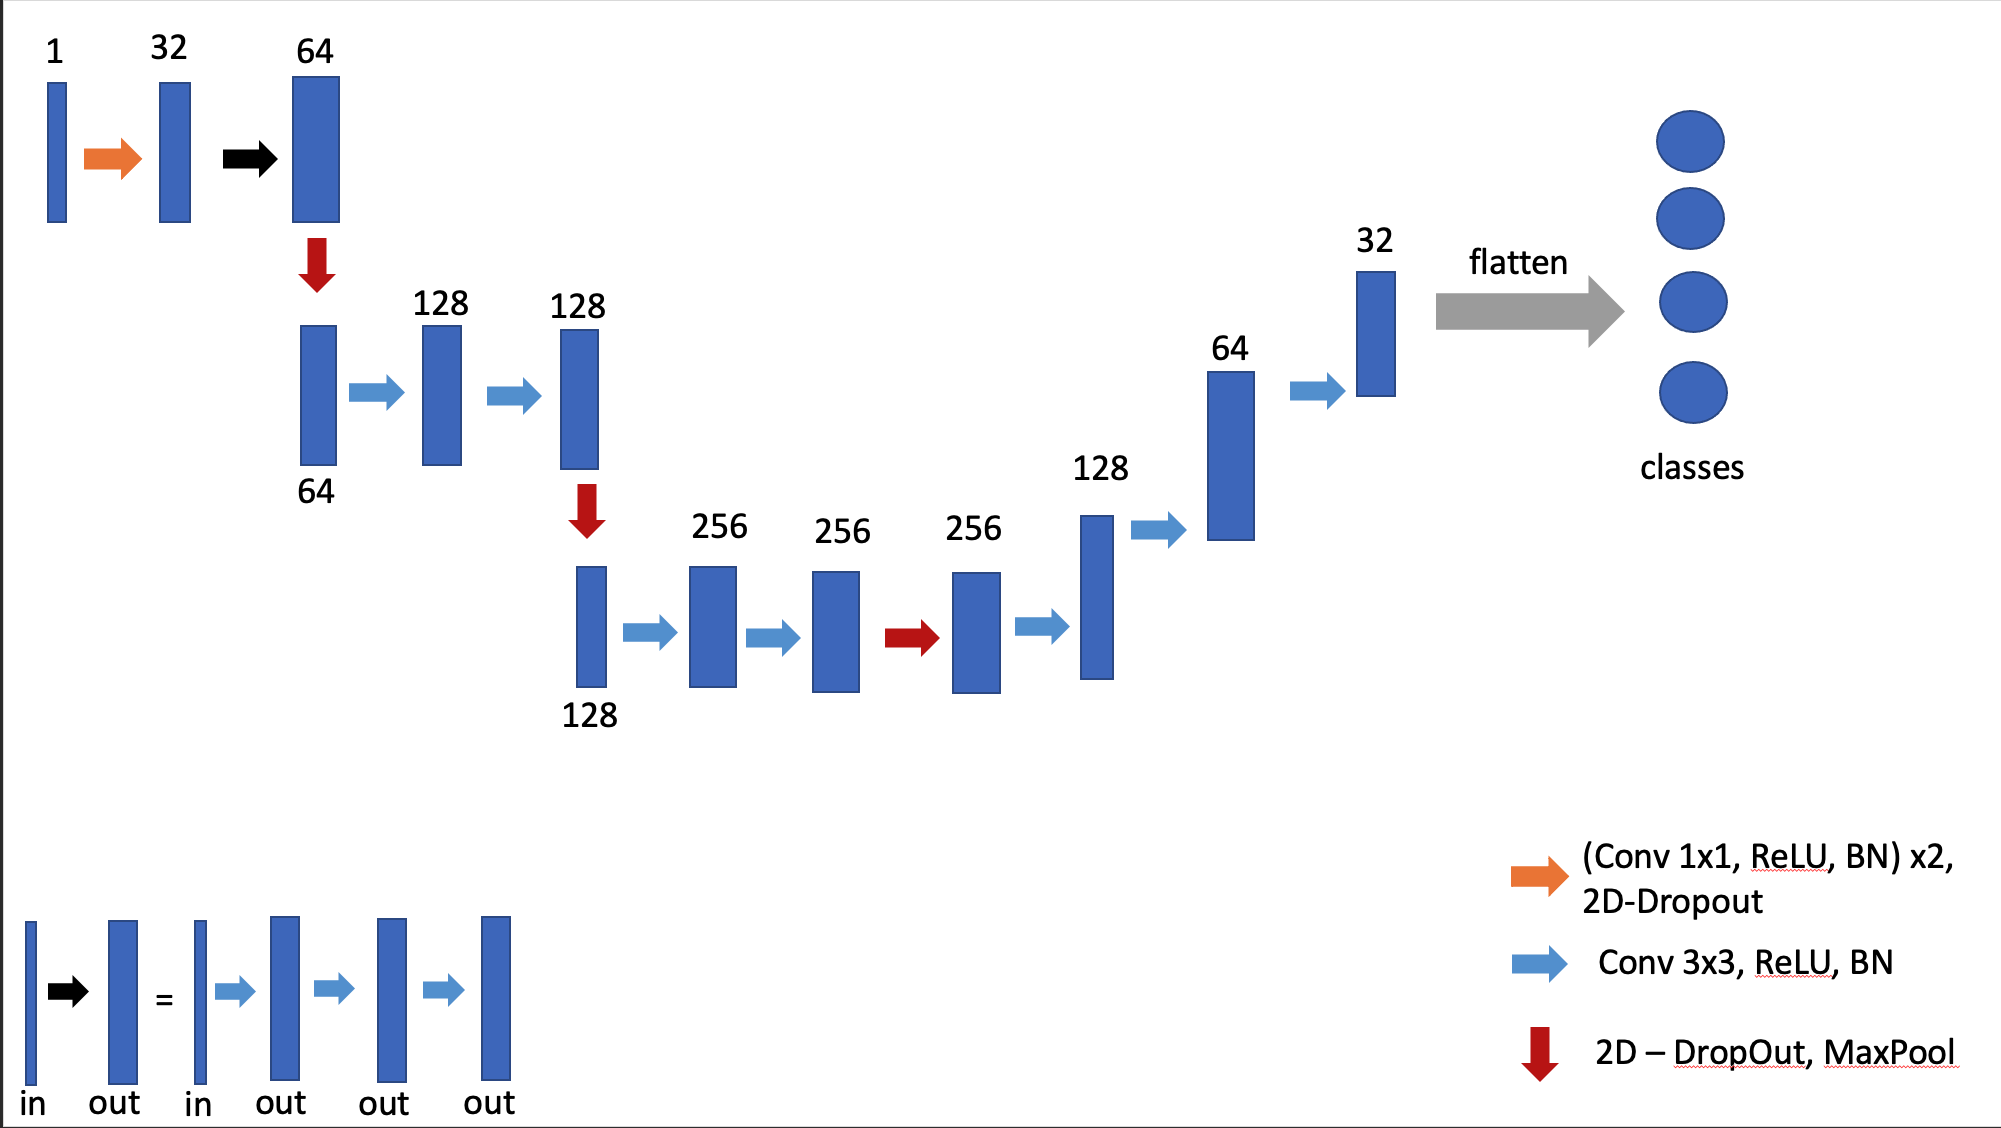 1
32
64
64
128
128
128
256
256
256
128
64
32
flatten
classes
(Conv 1x1, ReLU, BN) x2,
2D-Dropout
Conv 3x3, ReLU, BN
2D – DropOut, MaxPool
in out = in out out out